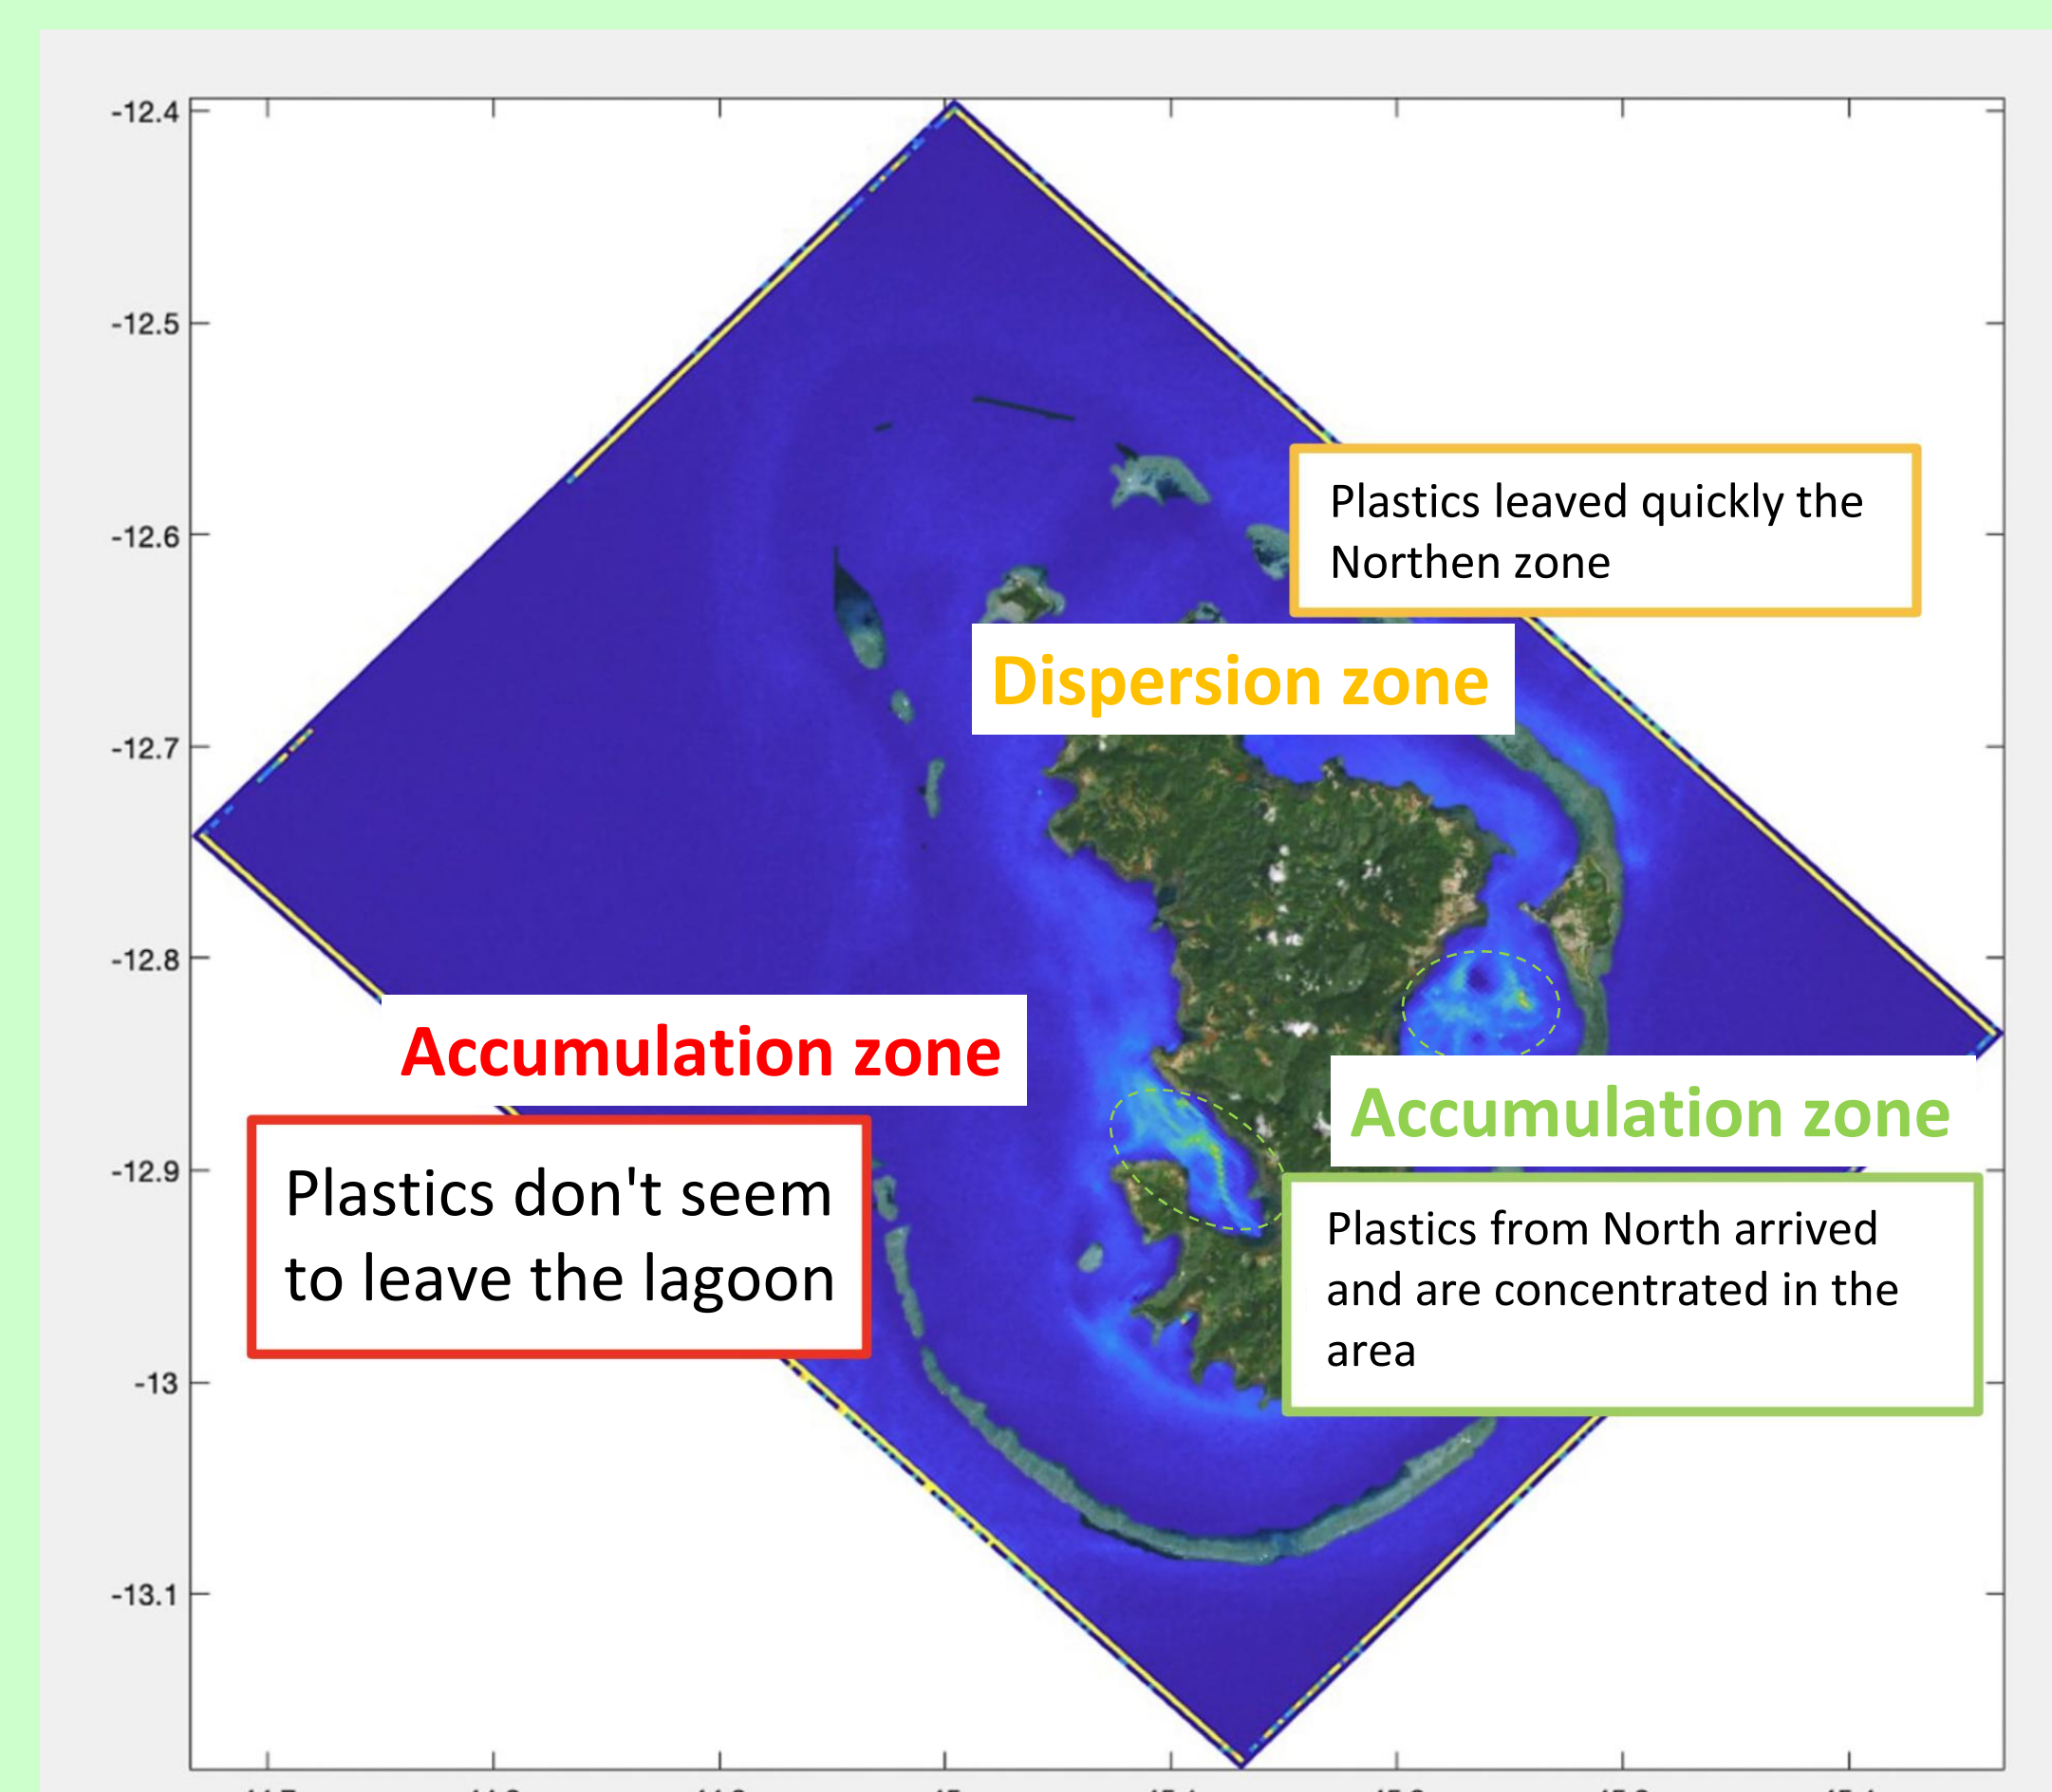 -12.4
-12.5
-12.6
-12.7
-12.8
-12.9
-13
-13.1
Plastics leaved quickly the
Northen zone
Dispersion zone
Accumulation zone
Plastics don't seem
to leave the lagoon
Accumulation zone
Plastics from North arrived
and are concentrated in the
area